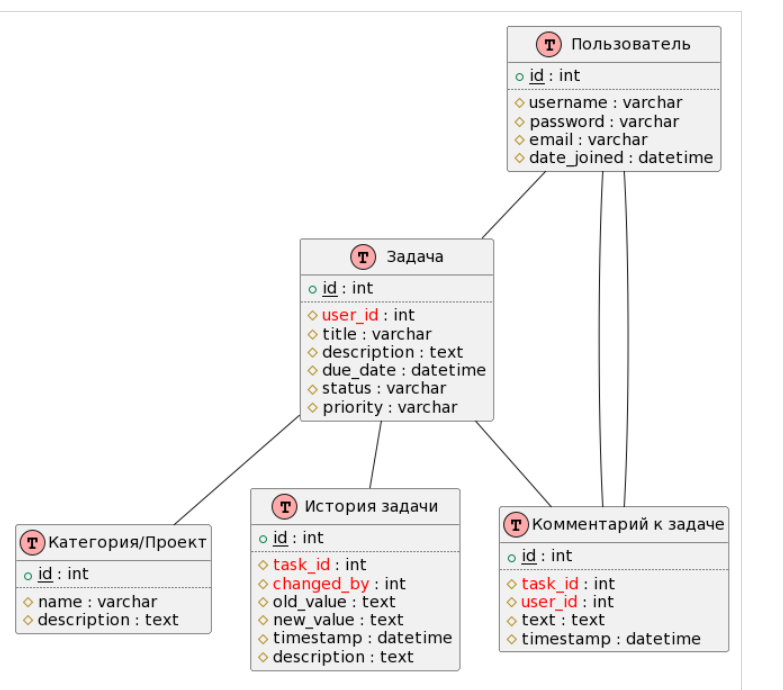 T Пользователь
id : int
username : varchar
password : varchar
email : varchar
date_joined : datetime
T Задача
id : int
user_id : int
title : varchar
description : text
due_date : datetime
status : varchar
priority : varchar
T Категория/Проект
id : int
name : varchar
description : text
T История задачи
id : int
task_id : int
changed_by : int
old_value : text
new_value : text
timestamp : datetime
description : text
T Комментарий к задаче
id : int
task_id : int
user_id : int
text : text
timestamp : datetime